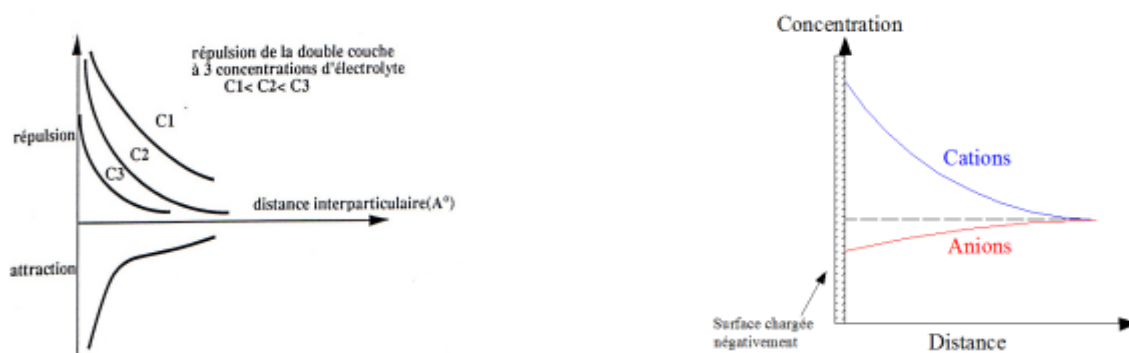 répulsion de la double couche
à 3 concentrations d'électrolyte
C1< C2< C3
C1
répulsion
C2
C3
distance interparticulaire(A°)
attraction
Concentration
Cations
Anions
Surface chargée
négativement
Distance